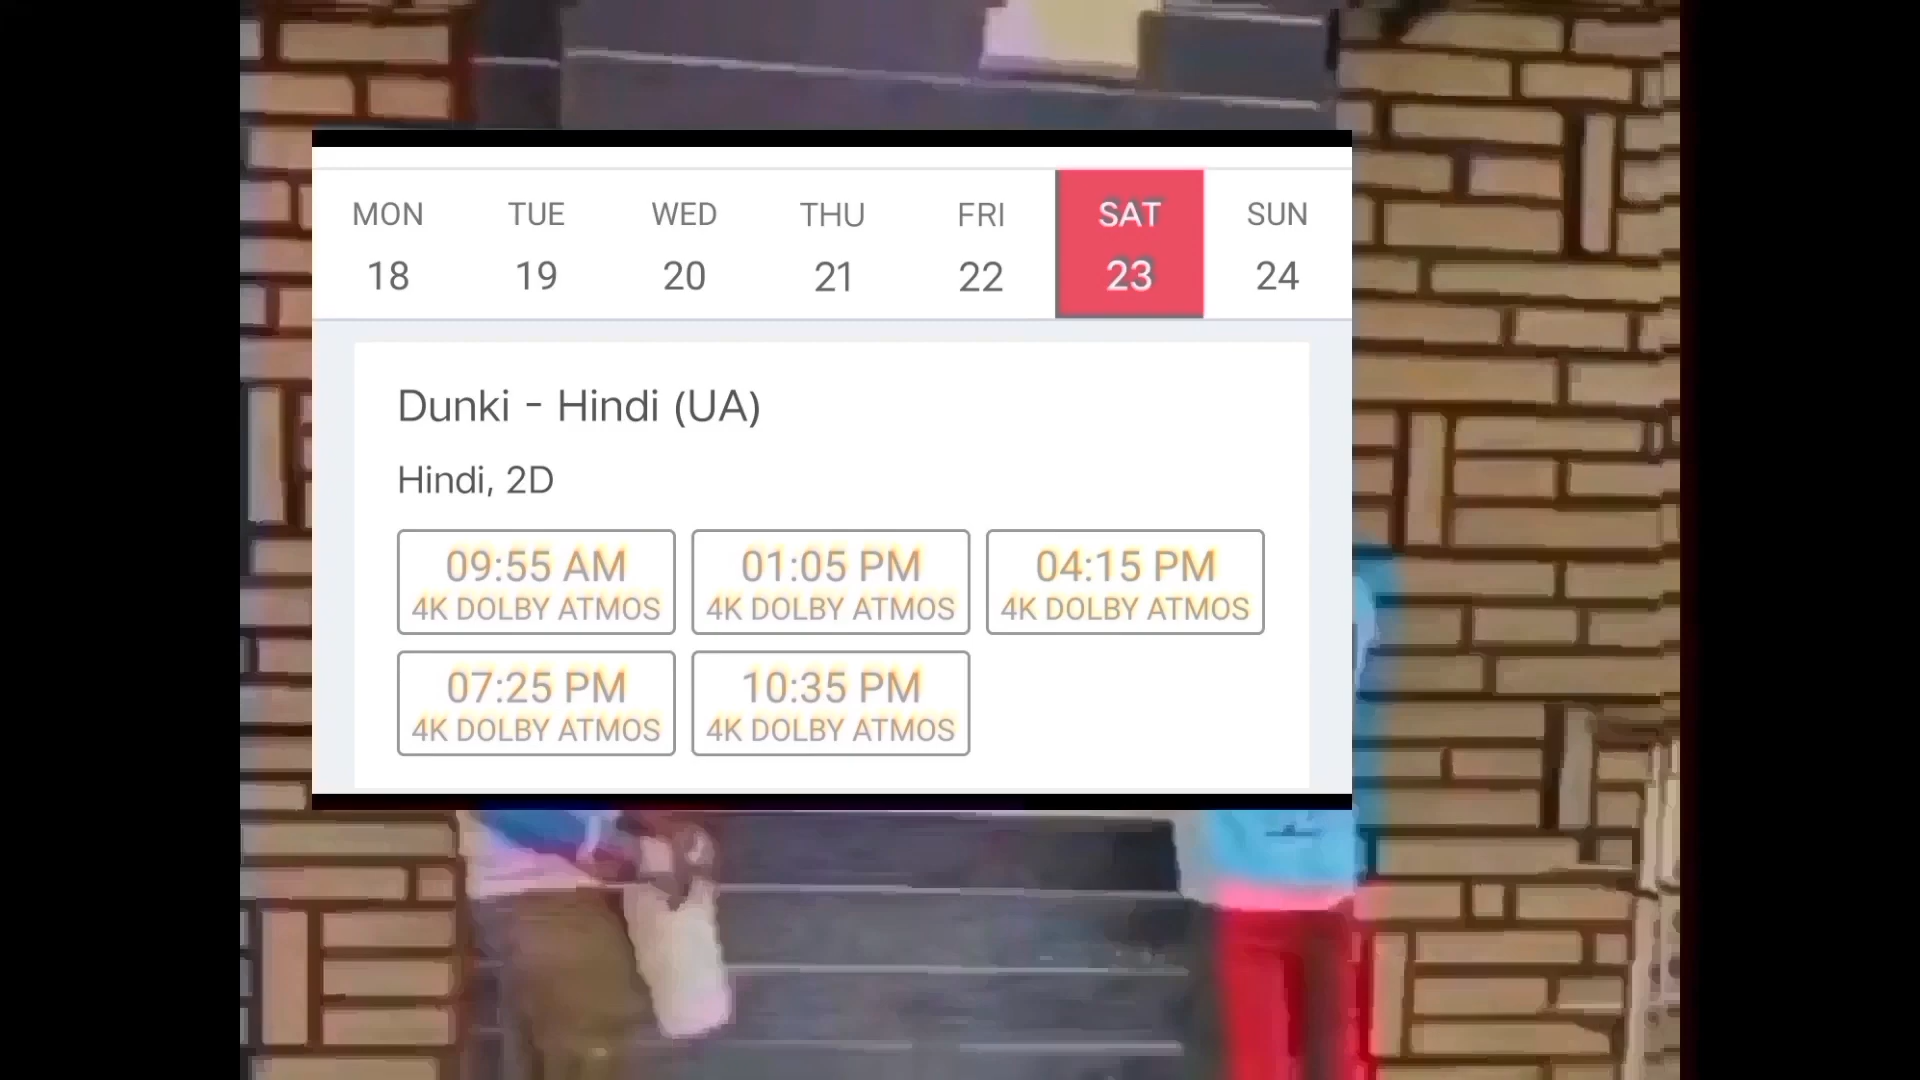 MON TUE WED THU FRI SAT SUN
18 19 20 21 22 23 24
Dunki - Hindi (UA)
Hindi, 2D
09:55 AM 01:05 PM 04:15 PM
4K DOLBY ATMOS 4K DOLBY ATMOS 4K DOLBY ATMOS
07:25 PM 10:35 PM
4K DOLBY ATMOS 4K DOLBY ATMOS